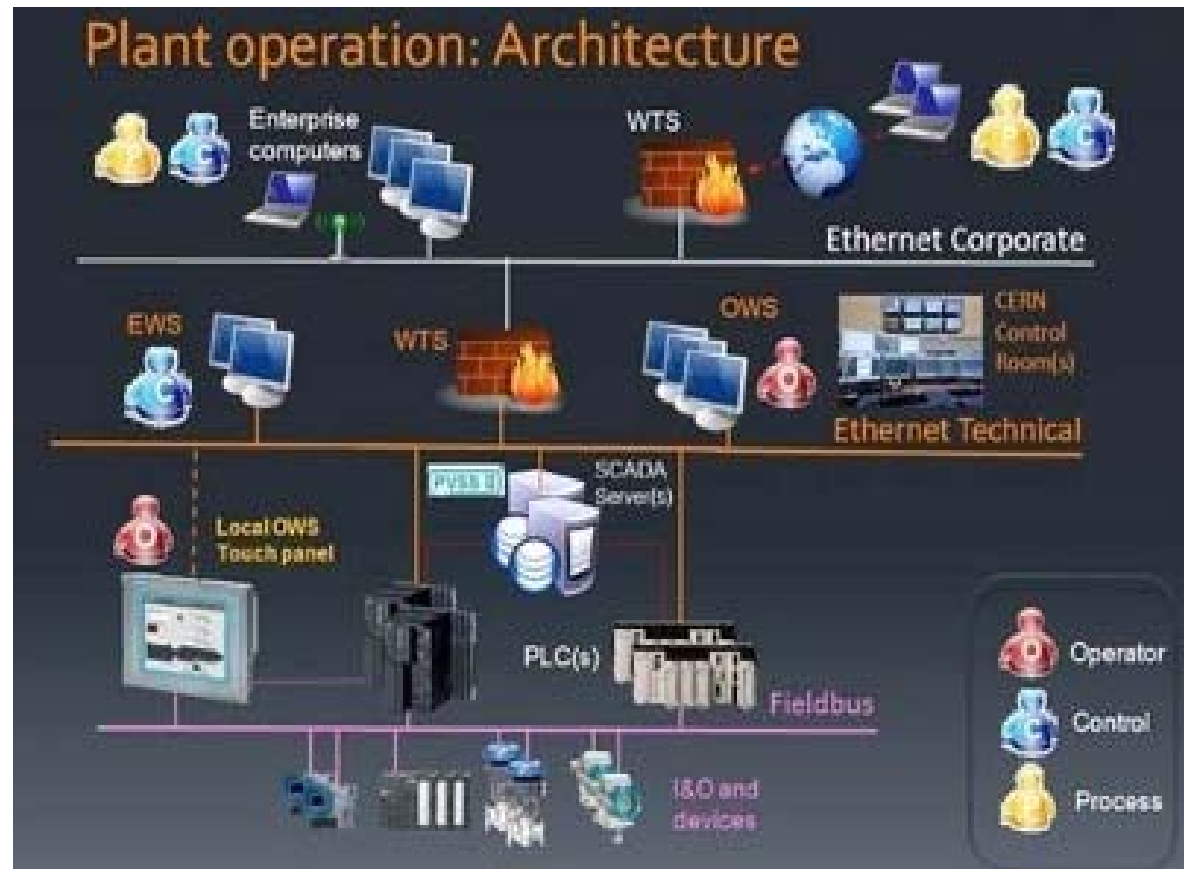 Plant operation: Architecture
Enterprise
computers
WTS
Ethernet Corporate
EWS
WTS
OWS
CERN
Control
Room(s)
Ethernet Technical
PVSS II
SCADA
Server(s)
O
Local OWS
Touch panel
PLC(s)
Fieldbus
I&O and
devices
O
Operator
C
Control
P
Process